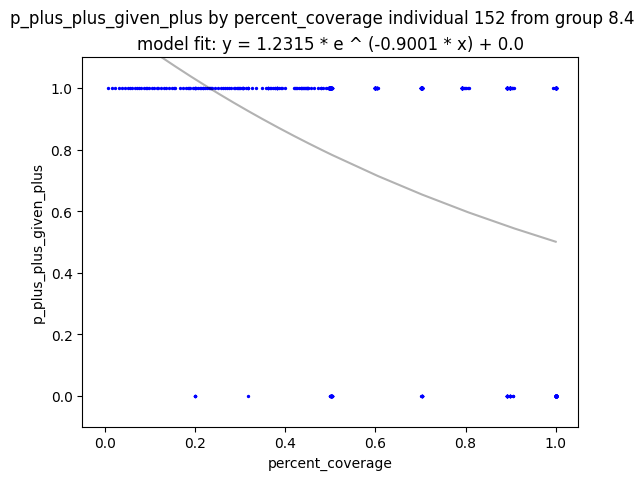 p_plus_plus_given_plus by percent_coverage individual 152 from group 8.4
model fit: y = 1.2315 * e ^ (-0.9001 * x) + 0.0
1.0
0.8
0.6
0.4
0.2
0.0
p_plus_plus_given_plus
0.0 0.2 0.4 0.6 0.8 1.0
percent_coverage